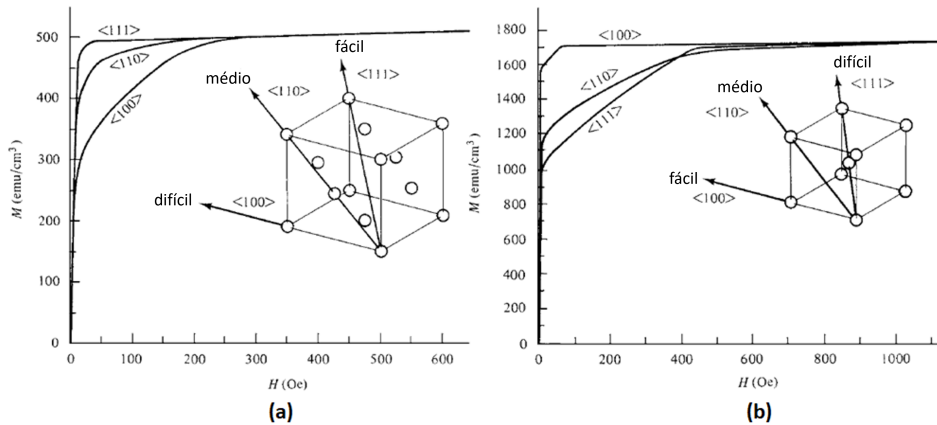 500
400
300
200
100
0
M (emu/cm³)
<111>
<110>
<100>
médio
<110>
fácil
<111>
difícil
<100>
0 100 200 300 400 500 600
H (Oe)
(a)
1800
1600
1400
1200
1000
800
600
400
200
0
M (emu/cm³)
<100>
<110>
<111>
médio
<110>
difícil
<111>
fácil
<100>
0 200 400 600 800 1000
H (Oe)
(b)